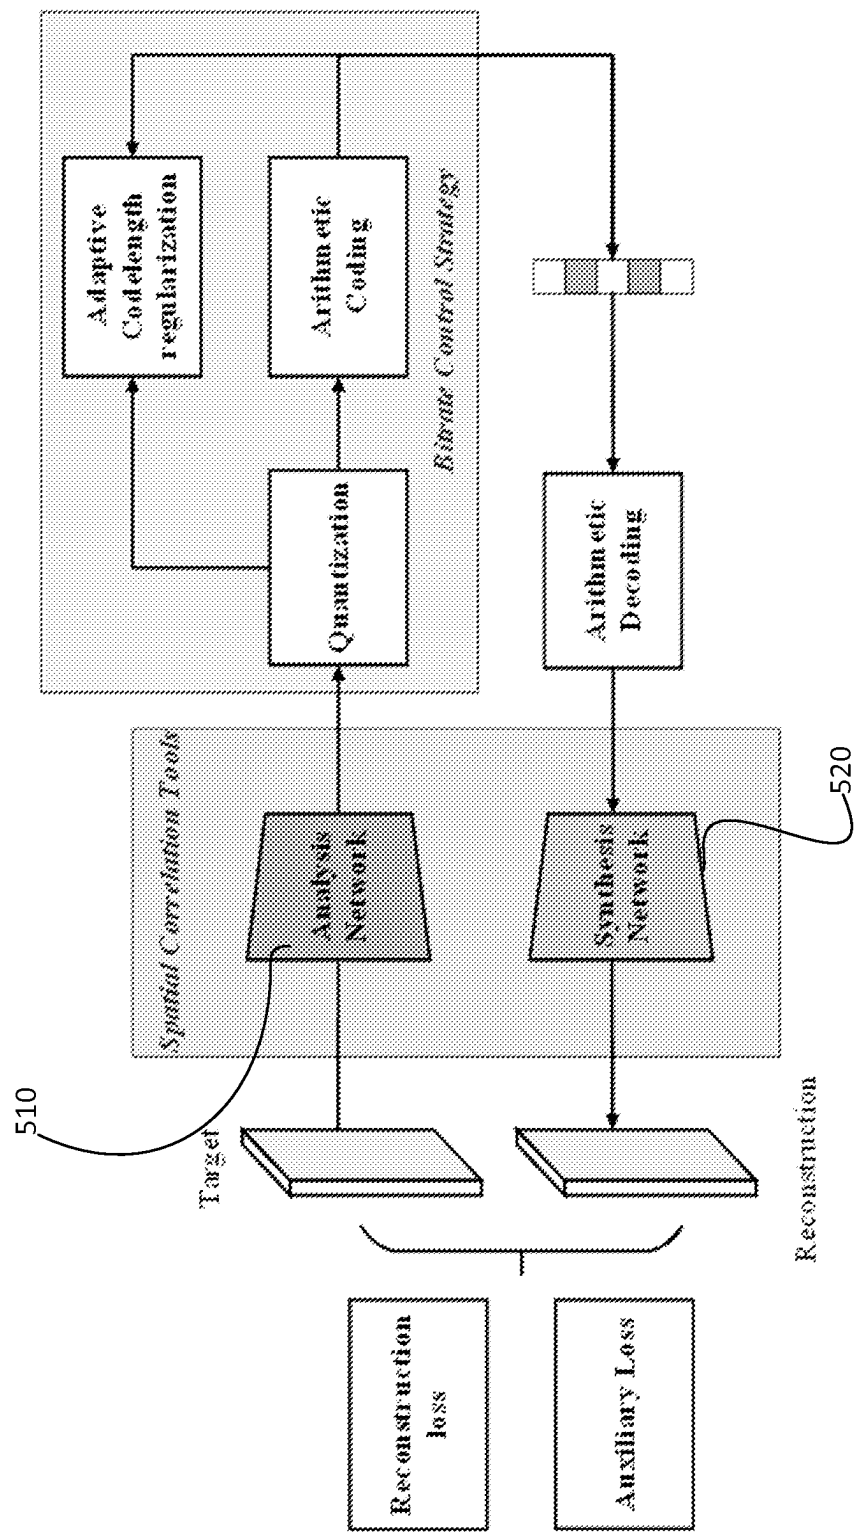 Adaptive
Codelength
regularization
Arithmetic
Coding
Bitrate Control Strategy
Quantization
Arithmetic
Decoding
Spatial Correlation Tools
Analysis
Network
Synthesis
Network
510
520
Target
Reconstruction
Reconstruction
loss
Auxiliary Loss